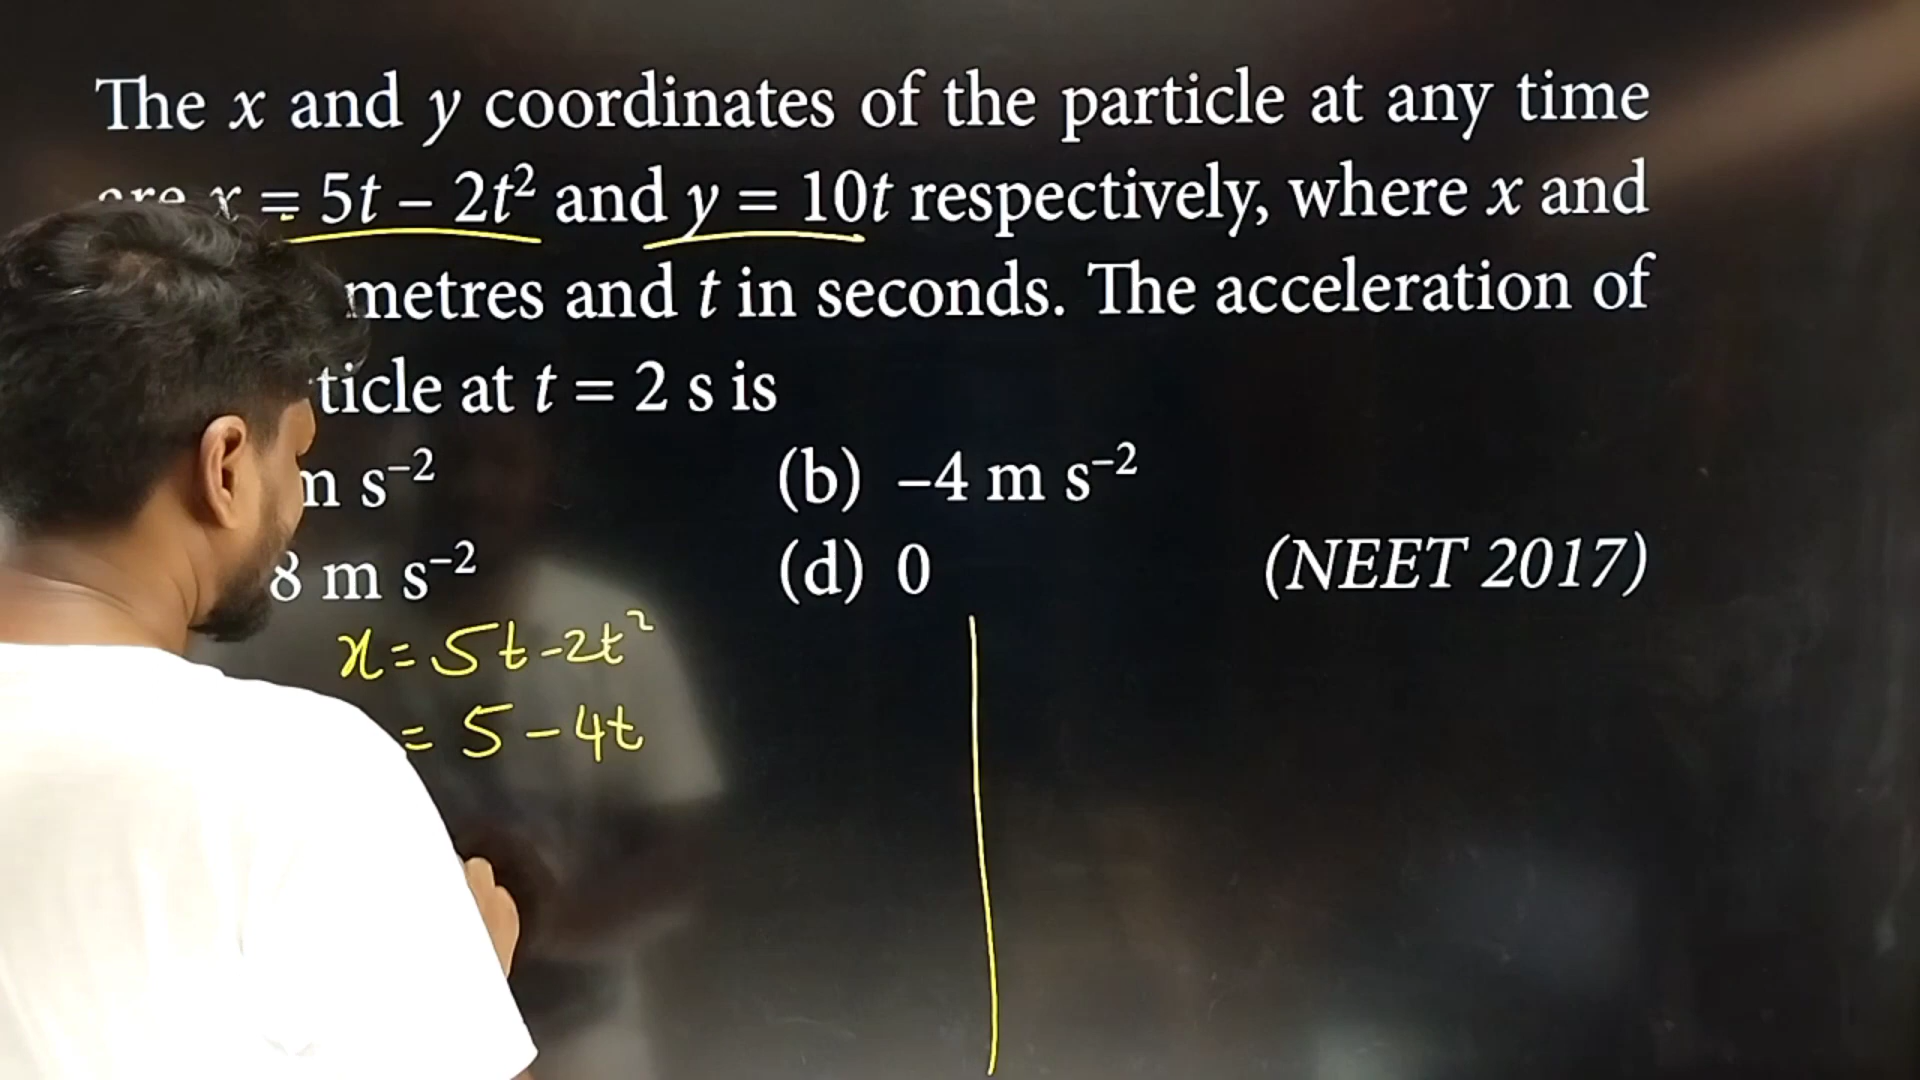 The x and y coordinates of the particle at any time
are x = 5t – 2t² and y = 10t respectively, where x and
metres and t in seconds. The acceleration of
at t = 2 s is
m s⁻² (b) –4 m s⁻²
8 m s⁻² (d) 0 (NEET 2017)
x = 5t - 2t²
= 5 - 4t